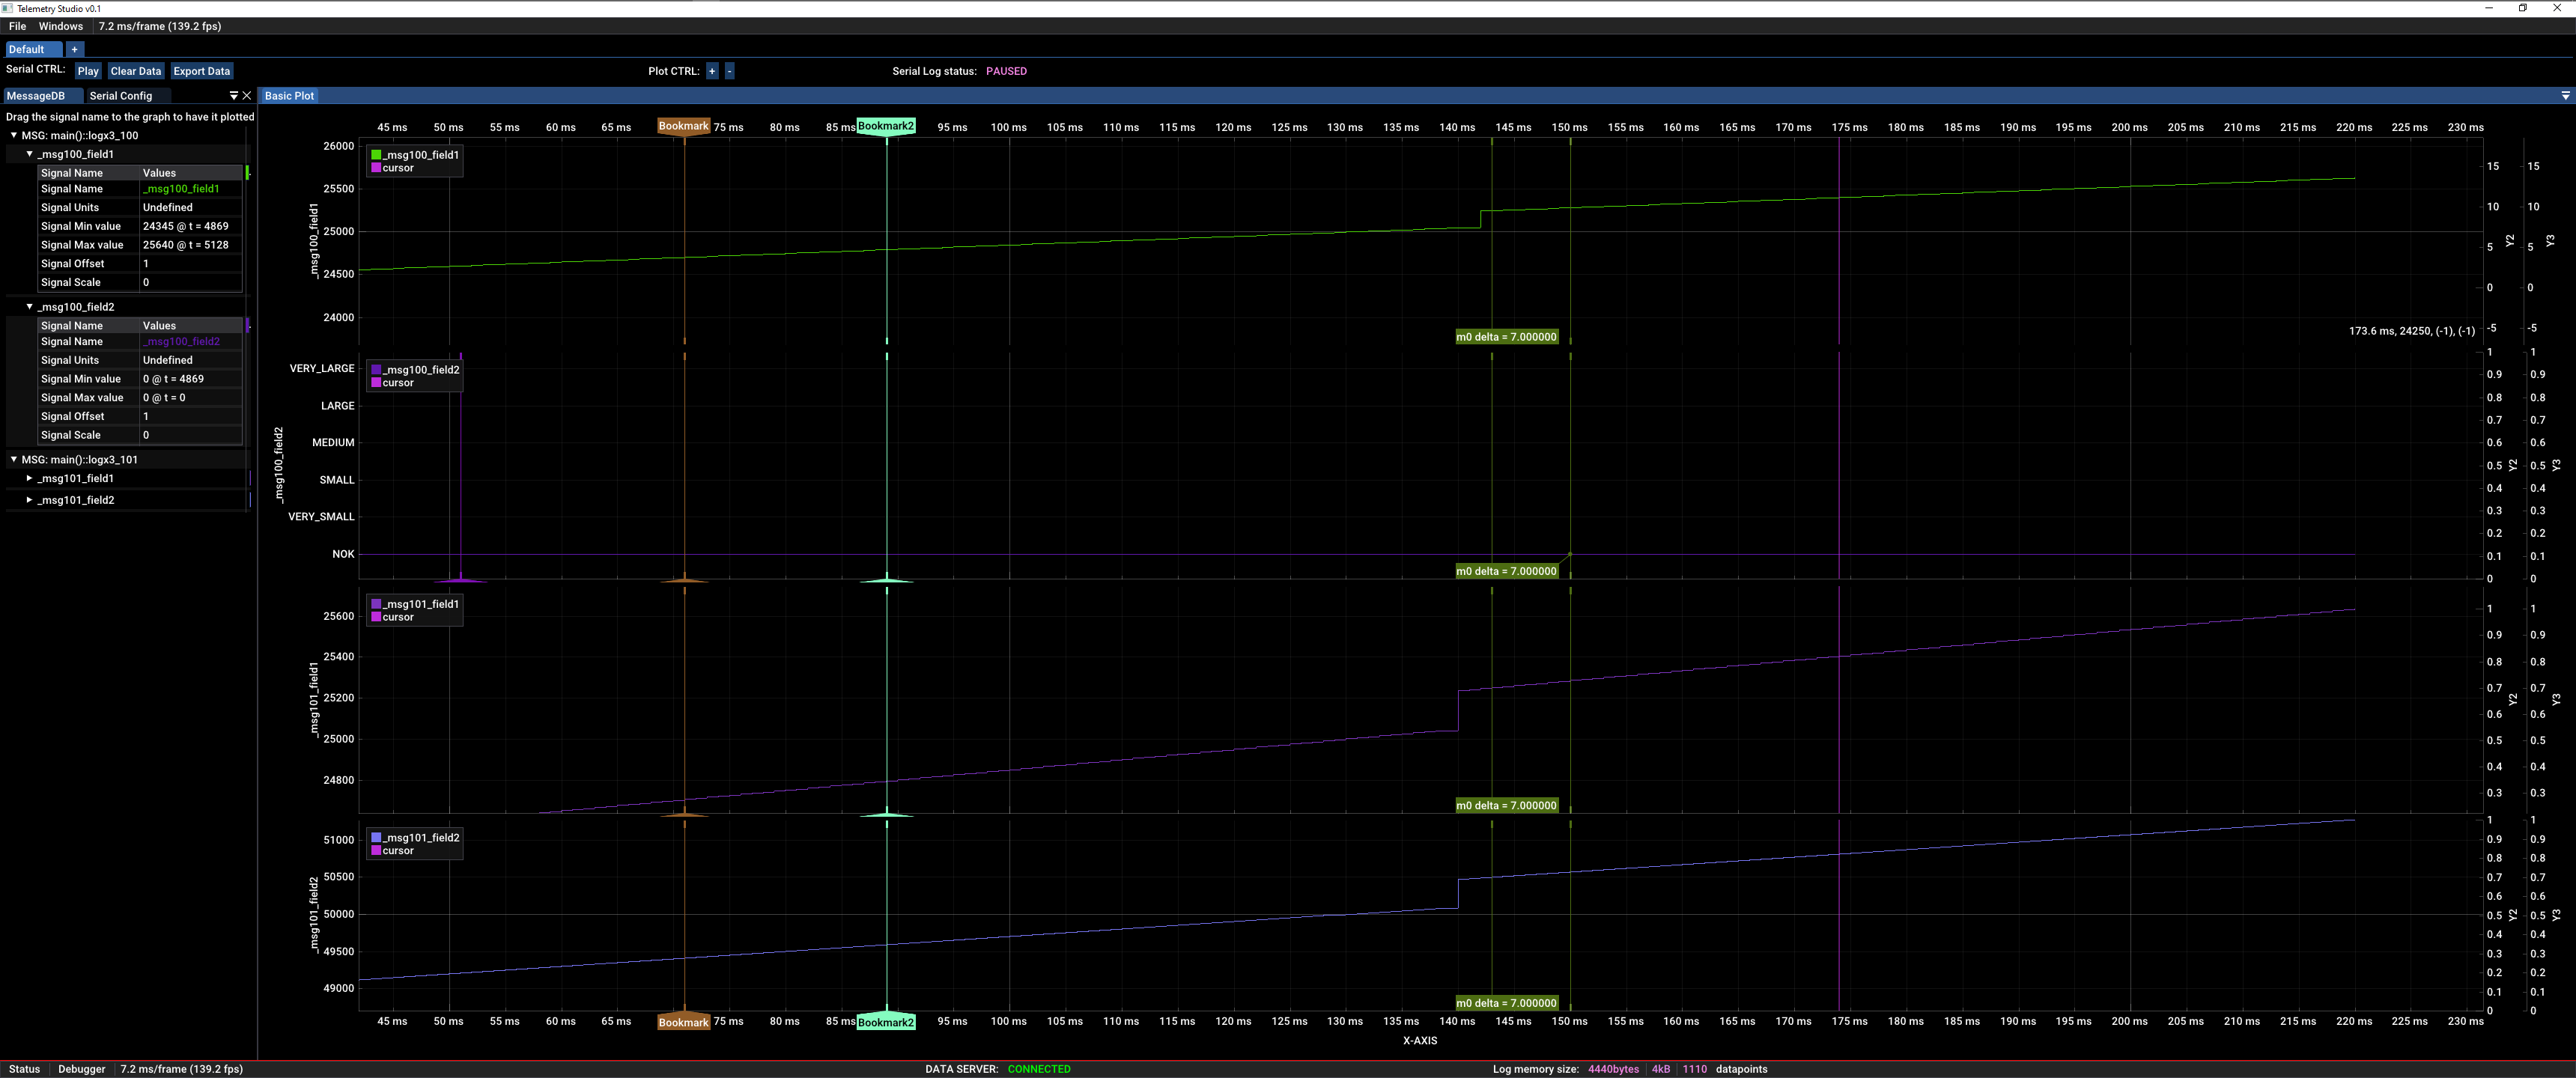 Telemetry Studio v0.1
File Windows 7.2 ms/frame (139.2 fps)
Default +
Serial CTRL: Play Clear Data Export Data Plot CTRL: + - Serial Log status: PAUSED
MessageDB Serial Config
Drag the signal name to the graph to have it plotted
MSG: main()::logx3_100
_msg100_field1
Signal Name Values
Signal Name _msg100_field1
Signal Units Undefined
Signal Min value 24345 @ t = 4869
Signal Max value 25640 @ t = 5128
Signal Offset 1
Signal Scale 0
_msg100_field2
Signal Name Values
Signal Name _msg100_field2
Signal Units Undefined
Signal Min value 0 @ t = 4869
Signal Max value 0 @ t = 0
Signal Offset 1
Signal Scale 0
MSG: main()::logx3_101
_msg101_field1
_msg101_field2
Basic Plot
45 ms 50 ms 55 ms 60 ms 65 ms Bookmark 75 ms 80 ms 85 ms Bookmark2 95 ms 100 ms 105 ms 110 ms 115 ms 120 ms 125 ms 130 ms 135 ms 140 ms 145 ms 150 ms 155 ms 160 ms 165 ms 170 ms 175 ms 180 ms 185 ms 190 ms 195 ms 200 ms 205 ms 210 ms 215 ms 220 ms 225 ms 230 ms
_msg100_field1
26000
25500
25000
24500
24000
_msg100_field1
cursor
m0 delta = 7.000000
173.6 ms, 24250, (-1), (-1)
15 15
10 10
5 5
0 0
-5 -5
Y2 Y3
_msg100_field2
VERY_LARGE
LARGE
MEDIUM
SMALL
VERY_SMALL
NOK
_msg100_field2
cursor
m0 delta = 7.000000
1 1
0.9 0.9
0.8 0.8
0.7 0.7
0.6 0.6
0.5 0.5
0.4 0.4
0.3 0.3
0.2 0.2
0.1 0.1
0 0
Y2 Y3
_msg101_field1
25600
25400
25200
25000
24800
_msg101_field1
cursor
m0 delta = 7.000000
1 1
0.9 0.9
0.8 0.8
0.7 0.7
0.6 0.6
0.5 0.5
0.4 0.4
0.3 0.3
Y2 Y3
_msg101_field2
51000
50500
50000
49500
49000
_msg101_field2
cursor
m0 delta = 7.000000
1 1
0.9 0.9
0.8 0.8
0.7 0.7
0.6 0.6
0.5 0.5
0.4 0.4
0.3 0.3
0.2 0.2
0.1 0.1
0 0
Y2 Y3
45 ms 50 ms 55 ms 60 ms 65 ms Bookmark 75 ms 80 ms 85 ms Bookmark2 95 ms 100 ms 105 ms 110 ms 115 ms 120 ms 125 ms 130 ms 135 ms 140 ms 145 ms 150 ms 155 ms 160 ms 165 ms 170 ms 175 ms 180 ms 185 ms 190 ms 195 ms 200 ms 205 ms 210 ms 215 ms 220 ms 225 ms 230 ms
X-AXIS
Status Debugger 7.2 ms/frame (139.2 fps) DATA SERVER: CONNECTED Log memory size: 4440bytes 4kB 1110 datapoints